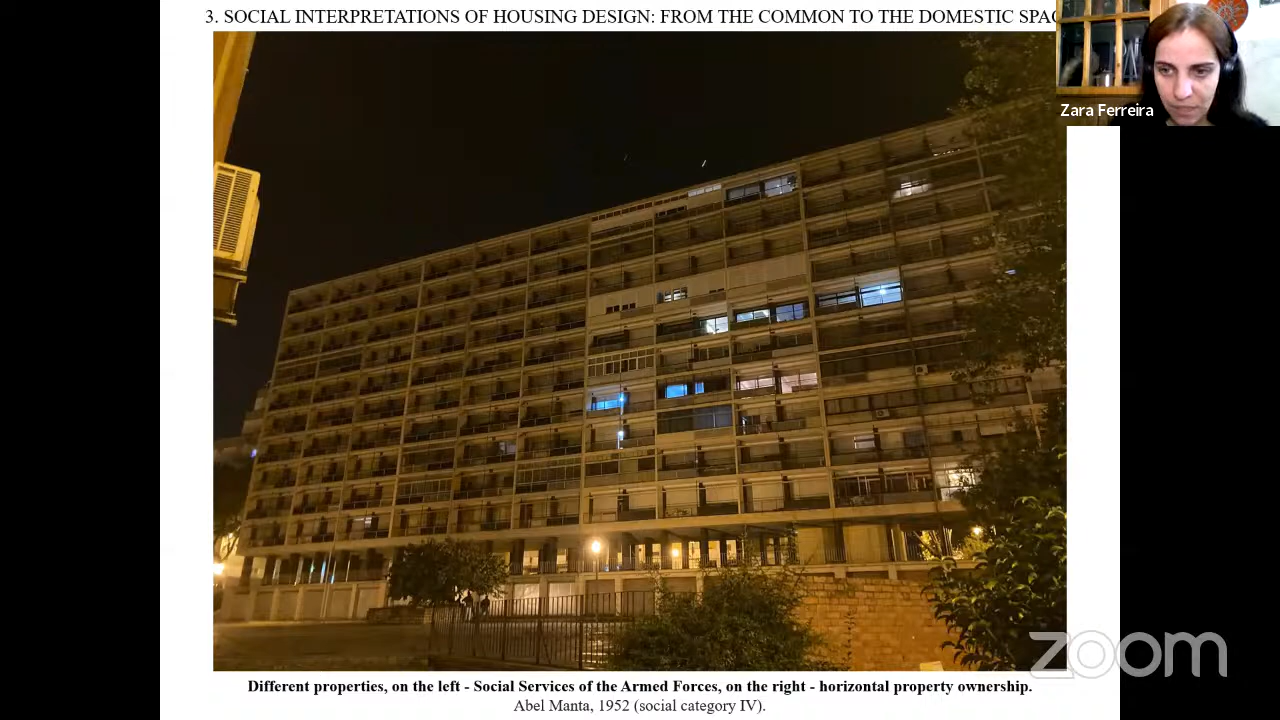 3. SOCIAL INTERPRETATIONS OF HOUSING DESIGN: FROM THE COMMON TO THE DOMESTIC
Zara Ferreira
zoom
Different properties, on the left - Social Services of the Armed Forces, on the right - horizontal property ownership.
Abel Manta, 1952 (social category IV).